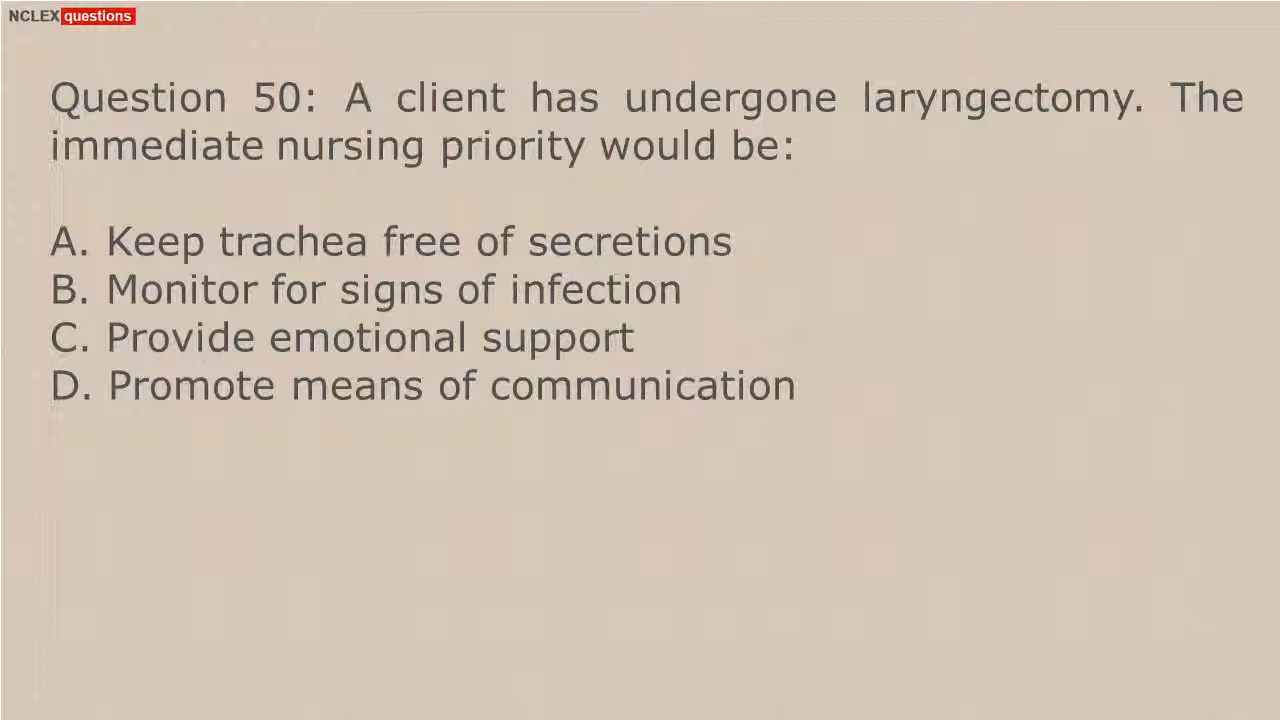 NCLEX questions
Question 50: A client has undergone laryngectomy. The
immediate nursing priority would be:
A. Keep trachea free of secretions
B. Monitor for signs of infection
C. Provide emotional support
D. Promote means of communication